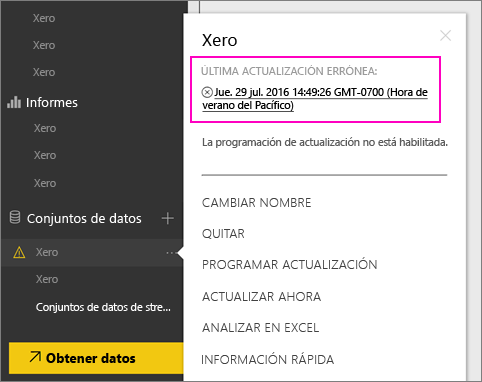 Xero
Xero
Xero
Informes
Xero
Xero
Xero
Conjuntos de datos
Xero
Xero
Conjuntos de datos de stre...
Obtener datos
Xero
ÚLTIMA ACTUALIZACIÓN ERRÓNEA:
Jue. 29 jul. 2016 14:49:26 GMT-0700 (Hora de
verano del Pacífico)
La programación de actualización no está habilitada.
CAMBIAR NOMBRE
QUITAR
PROGRAMAR ACTUALIZACIÓN
ACTUALIZAR AHORA
ANALIZAR EN EXCEL
INFORMACIÓN RÁPIDA